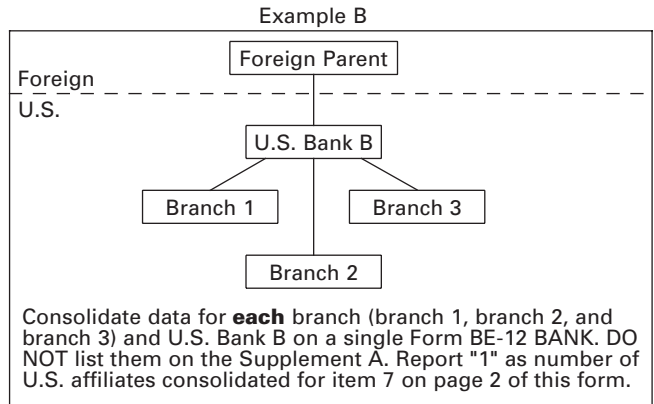 Example B
Foreign Parent
Foreign
U.S.
U.S. Bank B
Branch 1
Branch 3
Branch 2
Consolidate data for each branch (branch 1, branch 2, and
branch 3) and U.S. Bank B on a single Form BE-12 BANK. DO
NOT list them on the Supplement A. Report "1" as number of
U.S. affiliates consolidated for item 7 on page 2 of this form.